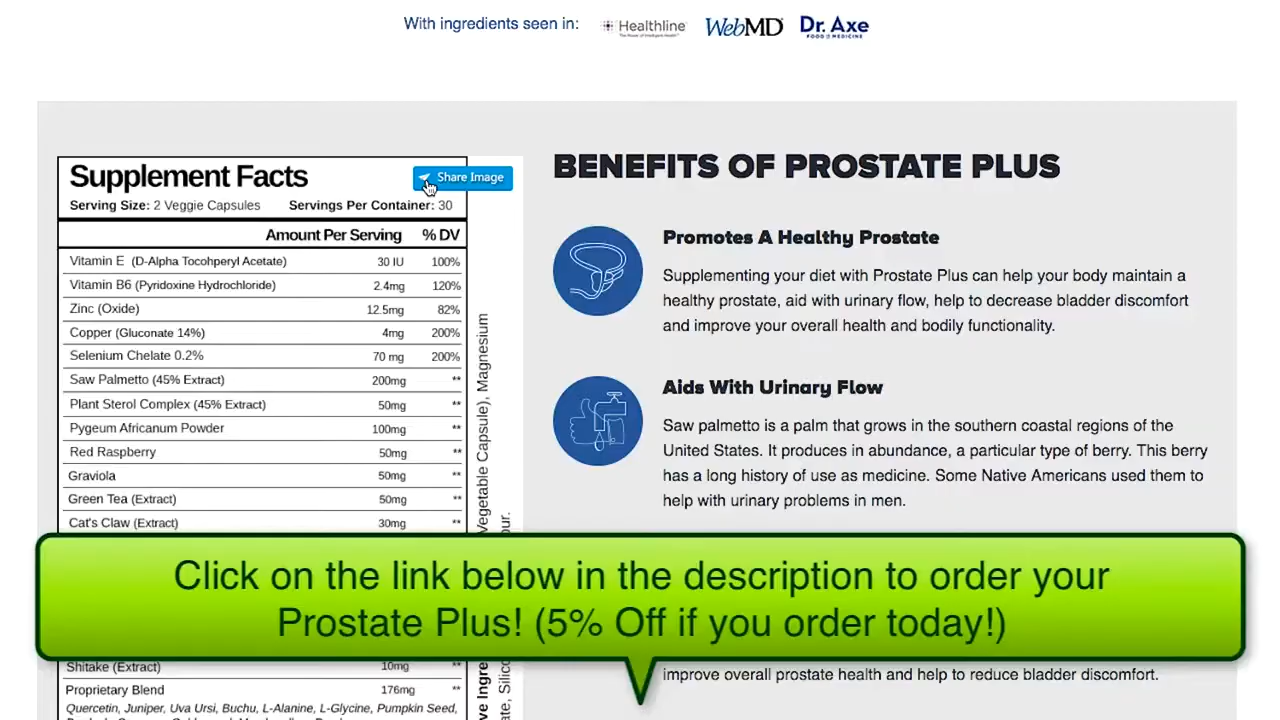 With ingredients seen in:
Healthline
WebMD
Dr. Axe
FOOD IS MEDICINE
Supplement Facts
Share Image
Serving Size: 2 Veggie Capsules Servings Per Container: 30
Amount Per Serving % DV
Vitamin E (D-Alpha Tocohperyl Acetate) 30 IU 100%
Vitamin B6 (Pyridoxine Hydrochloride) 2.4mg 120%
Zinc (Oxide) 12.5mg 82%
Copper (Gluconate 14%) 4mg 200%
Selenium Chelate 0.2% 70 mg 200%
Saw Palmetto (45% Extract) 200mg **
Plant Sterol Complex (45% Extract) 50mg **
Pygeum Africanum Powder 100mg **
Red Raspberry 50mg **
Graviola 50mg **
Green Tea (Extract) 50mg **
Cat's Claw (Extract) 30mg **
Shitake (Extract) 10mg **
Proprietary Blend 176mg **
Quercetin, Juniper, Uva Ursi, Buchu, L-Alanine, L-Glycine, Pumpkin Seed,
Vegetable Capsule), Magnesium
BENEFITS OF PROSTATE PLUS
Promotes A Healthy Prostate
Supplementing your diet with Prostate Plus can help your body maintain a
healthy prostate, aid with urinary flow, help to decrease bladder discomfort
and improve your overall health and bodily functionality.
Aids With Urinary Flow
Saw palmetto is a palm that grows in the southern coastal regions of the
United States. It produces in abundance, a particular type of berry. This berry
has a long history of use as medicine. Some Native Americans used them to
help with urinary problems in men.
Click on the link below in the description to order your
Prostate Plus! (5% Off if you order today!)
improve overall prostate health and help to reduce bladder discomfort.